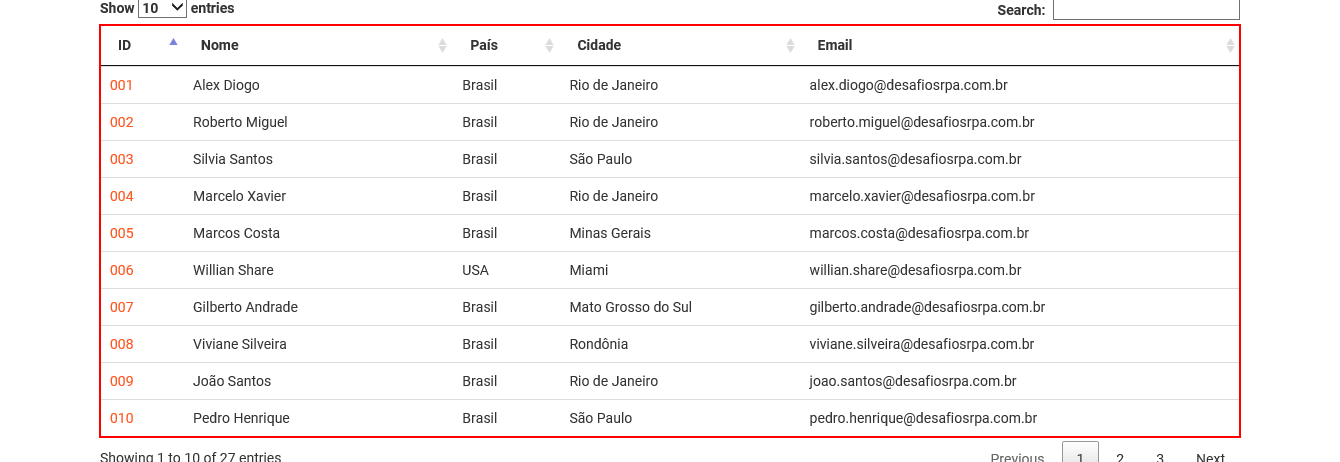 Show 10 entries Search:
ID Nome País Cidade Email
001 Alex Diogo Brasil Rio de Janeiro alex.diogo@desafiosrpa.com.br
002 Roberto Miguel Brasil Rio de Janeiro roberto.miguel@desafiosrpa.com.br
003 Silvia Santos Brasil São Paulo silvia.santos@desafiosrpa.com.br
004 Marcelo Xavier Brasil Rio de Janeiro marcelo.xavier@desafiosrpa.com.br
005 Marcos Costa Brasil Minas Gerais marcos.costa@desafiosrpa.com.br
006 Willian Share USA Miami willian.share@desafiosrpa.com.br
007 Gilberto Andrade Brasil Mato Grosso do Sul gilberto.andrade@desafiosrpa.com.br
008 Viviane Silveira Brasil Rondônia viviane.silveira@desafiosrpa.com.br
009 João Santos Brasil Rio de Janeiro joao.santos@desafiosrpa.com.br
010 Pedro Henrique Brasil São Paulo pedro.henrique@desafiosrpa.com.br
Showing 1 to 10 of 27 entries Previous 1 2 3 Next